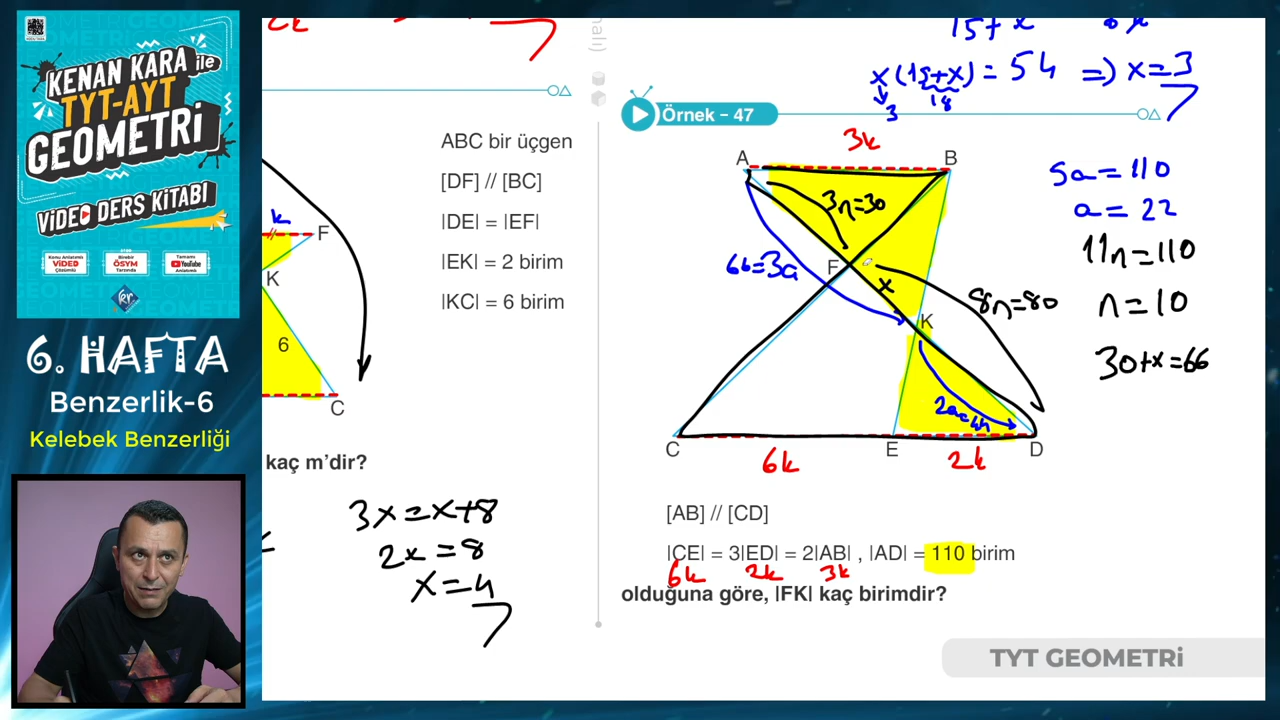 KENAN KARA ile
TYT-AYT
GEOMETRİ
VİDEO DERS KİTABI
6. HAFTA
Benzerlik-6
Kelebek Benzerliği
ABC bir üçgen
[DF] // [BC]
|DE| = |EF|
|EK| = 2 birim
|KC| = 6 birim
k
F
K
6
C
kaç m'dir?
3x = x+8
2x = 8
x = 4
15+x
x(15+x) = 54 => x = 3
3
18
Örnek – 47
3k
A
B
3n=30
66=3a
F
x
K
8n=80
2a=44
C
E
D
6k
2k
5a = 110
a = 22
11n = 110
n = 10
30+x=66
[AB] // [CD]
|CE| = 3|ED| = 2|AB| , |AD| = 110 birim
6k 2k 3k
olduğuna göre, |FK| kaç birimdir?
TYT GEOMETRİ